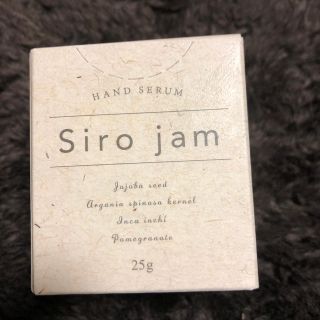 HAND SERUM
Siro jam
Jojoba seed
Argania spinosa kernel
Inca inchi
Pomegranate
25g